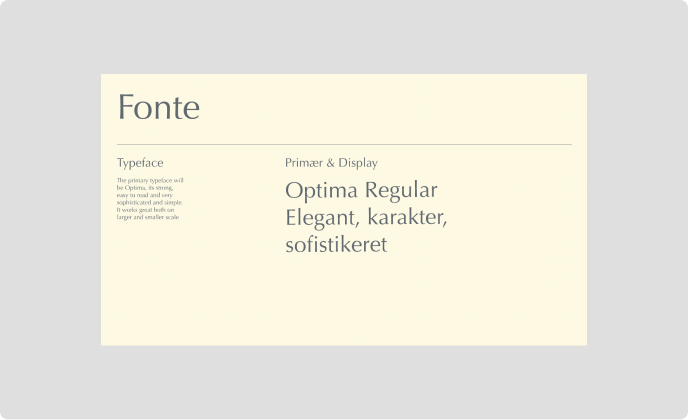 Fonte
Typeface
The primary typeface will
be Optima, its strong,
easy to read and very
sophisticated and simple.
It works great both on
larger and smaller scale
Primær & Display
Optima Regular
Elegant, karakter,
sofistikeret